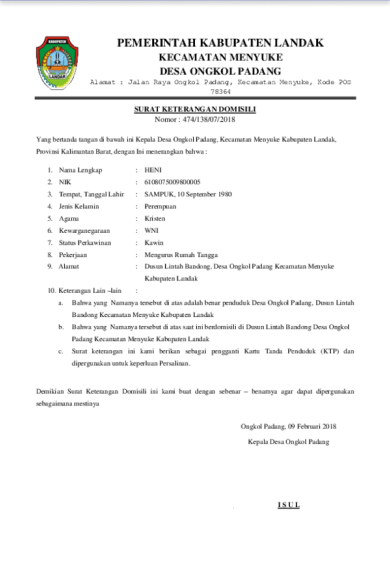 PEMERINTAH KABUPATEN LANDAK
KECAMATAN MENYUKE
DESA ONGKOL PADANG
Alamat : Jalan Raya Ongkol Padang, Kecamatan Menyuke, Kode POS
78364
SURAT KETERANGAN DOMISILI
Nomor : 474/138/07/2018
Yang bertanda tangan di bawah ini Kepala Desa Ongkol Padang, Kecamatan Menyuke Kabupaten Landak,
Provinsi Kalimantan Barat, dengan Ini menerangkan bahwa :
1. Nama Lengkap : HENI
2. NIK : 6108075009800005
3. Tempat, Tanggal Lahir : SAMPUK, 10 September 1980
4. Jenis Kelamin : Perempuan
5. Agama : Kristen
6. Kewarganegaraan : WNI
7. Status Perkawinan : Kawin
8. Pekerjaan : Mengurus Rumah Tangga
9. Alamat : Dusun Lintah Bandong, Desa Ongkol Padang Kecamatan Menyuke
Kabupaten Landak
10. Keterangan Lain –lain :
a. Bahwa yang Namanya tersebut di atas adalah benar penduduk Desa Ongkol Padang, Dusun Lintah
Bandong Kecamatan Menyuke Kabupaten Landak
b. Bahwa yang Namanya tersebut di atas saat ini berdomisili di Dusun Lintah Bandong Desa Ongkol
Padang Kecamatan Menyuke Kabupaten Landak
c. Surat keterangan ini kami berikan sebagai pengganti Kartu Tanda Penduduk (KTP) dan
dipergunakan untuk keperluan Persalinan.
Demikian Surat Keterangan Domisili ini kami buat dengan sebenar – benarnya agar dapat dipergunakan
sebagaimana mestinya
Ongkol Padang, 09 Februari 2018
Kepala Desa Ongkol Padang
I S U L